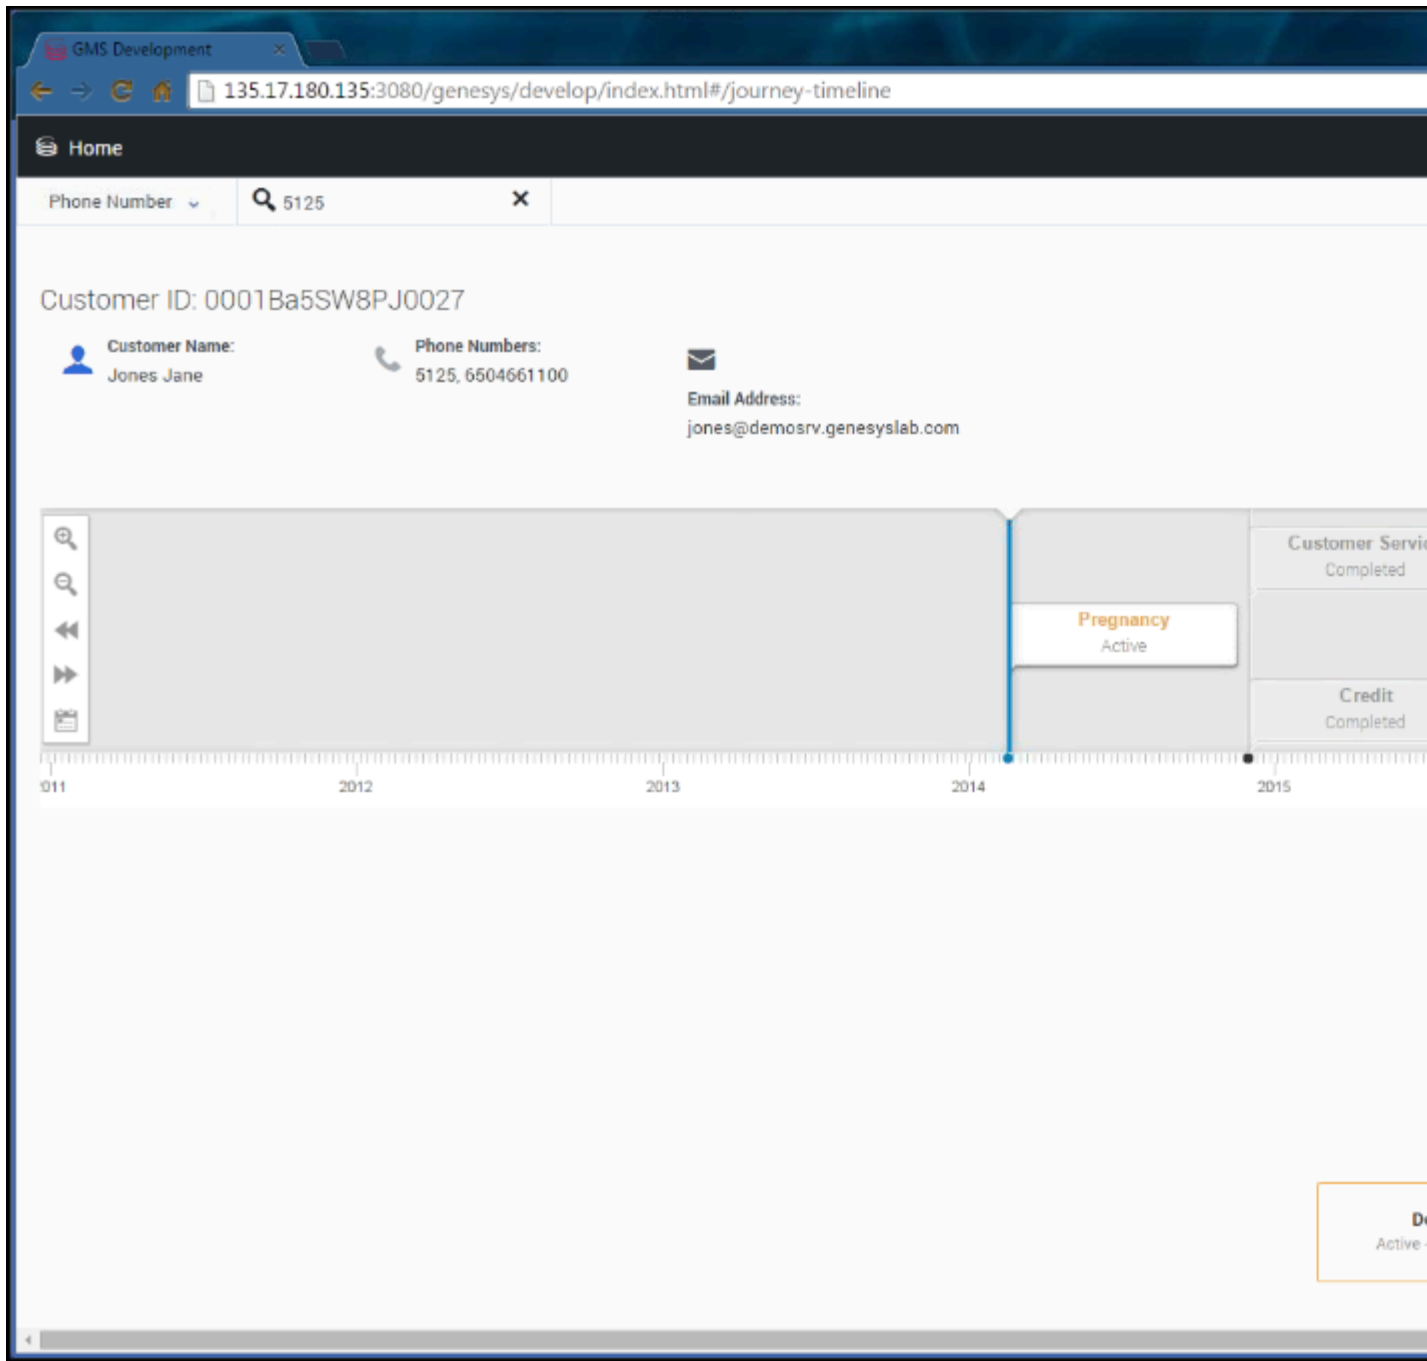 GMS Development
135.17.180.135:3080/genesys/develop/index.html#/journey-timeline
Home
Phone Number
5125
Customer ID: 0001Ba5SW8PJ0027
Customer Name:
Jones Jane
Phone Numbers:
5125, 6504661100
Email Address:
jones@demosrv.genesyslab.com
Customer Servic
Completed
Pregnancy
Active
Credit
Completed
2012
2013
2014
2015
Active